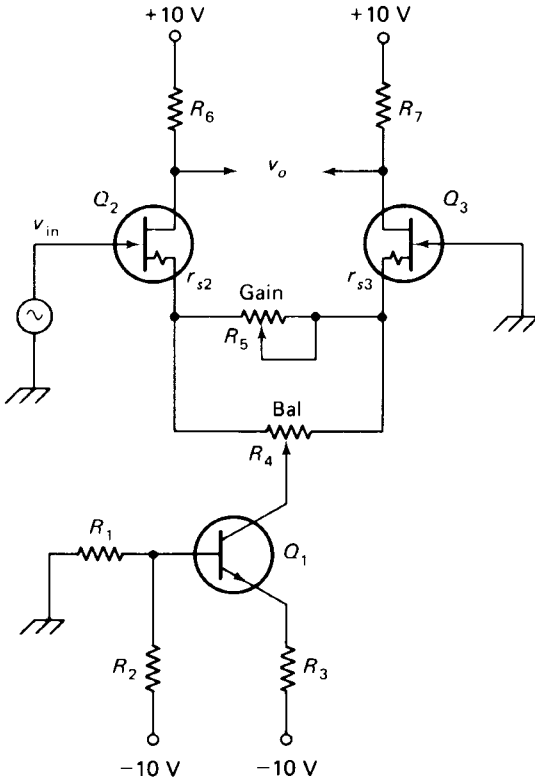 +10 V
+10 V
R6
R7
vo
Q2
Q3
vin
rs2
rs3
Gain
R5
Bal
R4
R1
Q1
R2
R3
−10 V
−10 V